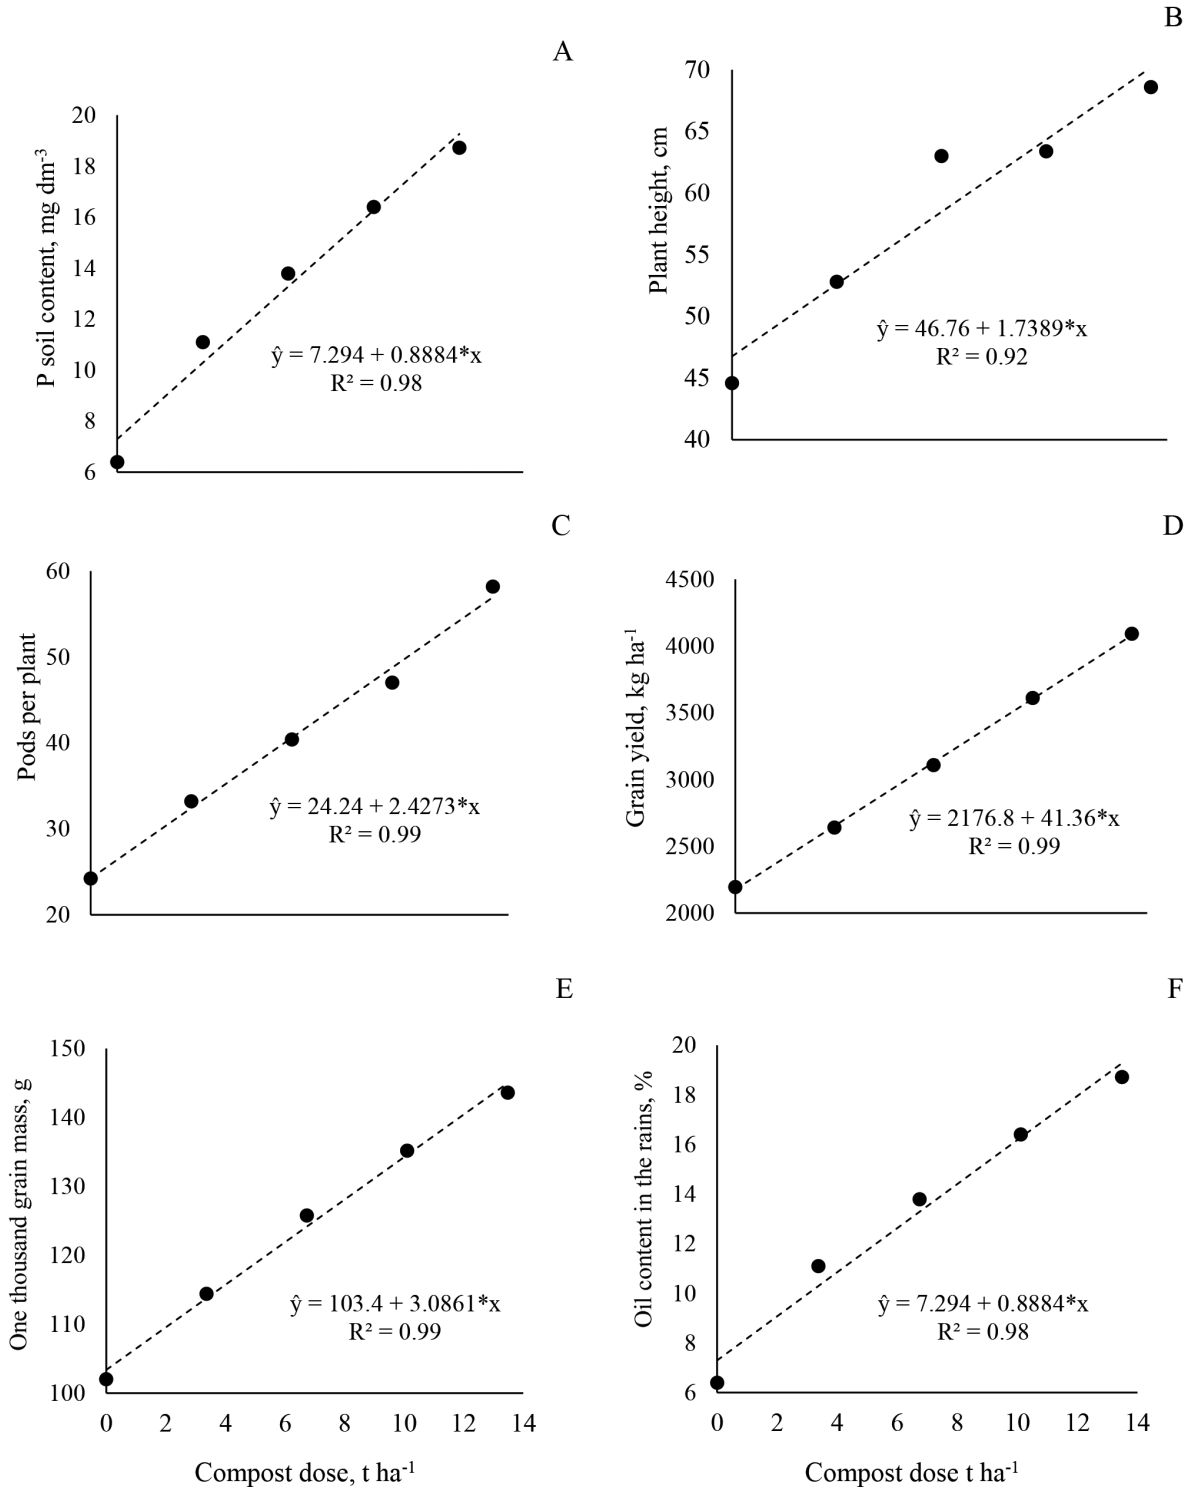 A
P soil content, mg dm⁻³
20
18
16
14
12
10
8
6
ŷ = 7.294 + 0.8884*x
R² = 0.98
B
Plant height, cm
70
65
60
55
50
45
40
ŷ = 46.76 + 1.7389*x
R² = 0.92
C
Pods per plant
60
50
40
30
20
ŷ = 24.24 + 2.4273*x
R² = 0.99
D
Grain yield, kg ha⁻¹
4500
4000
3500
3000
2500
2000
ŷ = 2176.8 + 41.36*x
R² = 0.99
E
One thousand grain mass, g
150
140
130
120
110
100
ŷ = 103.4 + 3.0861*x
R² = 0.99
0 2 4 6 8 10 12 14
Compost dose, t ha⁻¹
F
Oil content in the rains, %
20
18
16
14
12
10
8
6
ŷ = 7.294 + 0.8884*x
R² = 0.98
0 2 4 6 8 10 12 14
Compost dose t ha⁻¹